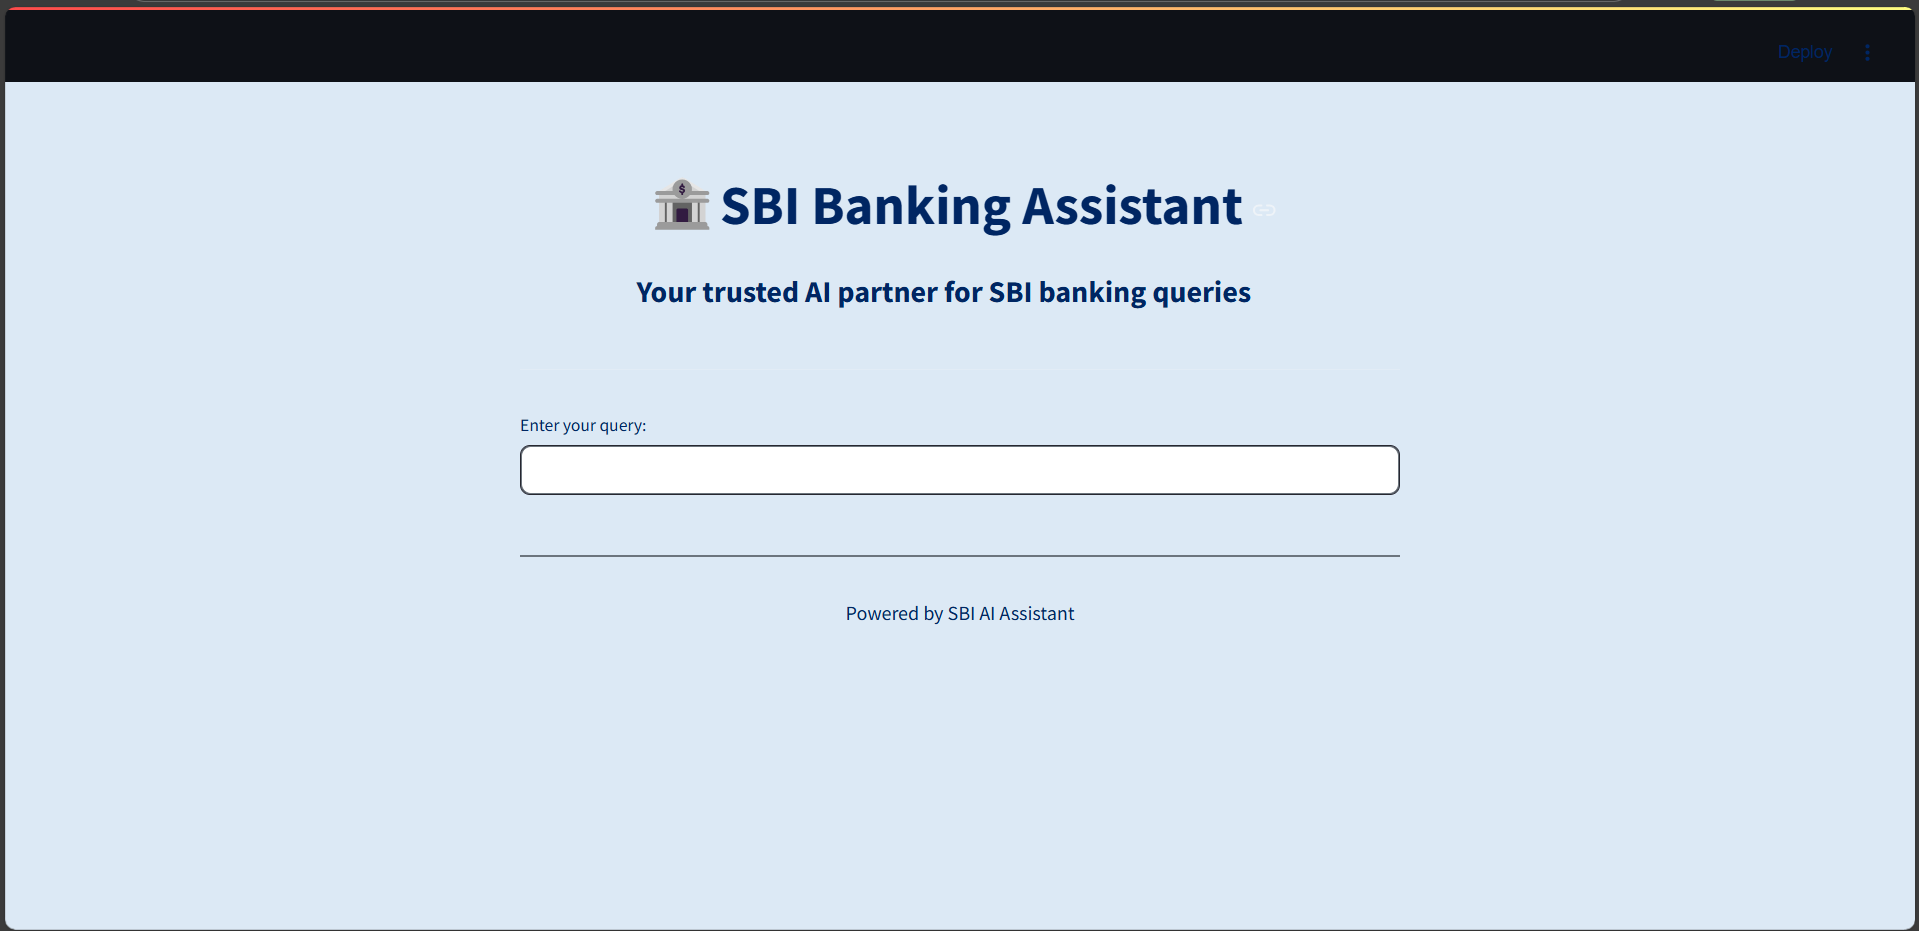 Deploy
SBI Banking Assistant
Your trusted AI partner for SBI banking queries
Enter your query:
Powered by SBI AI Assistant